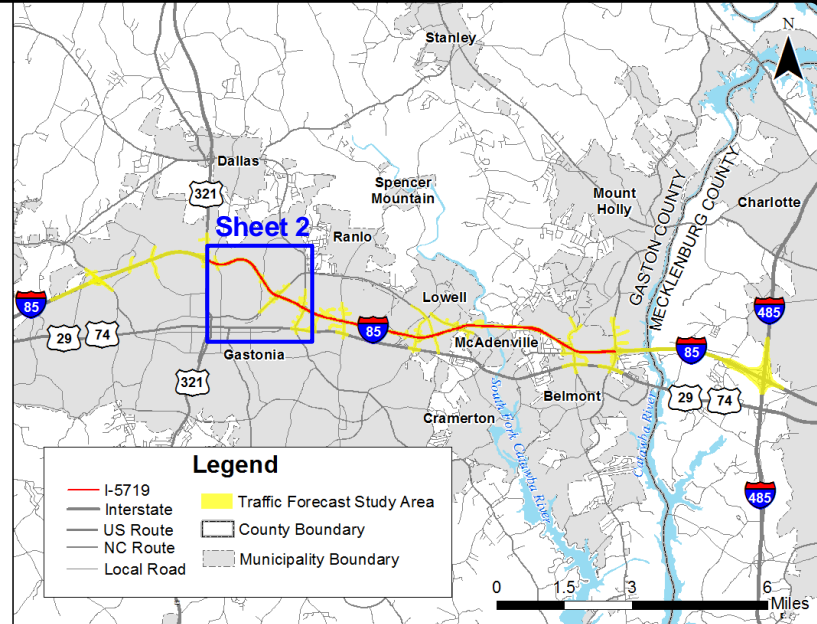 Stanley
N
Dallas
321
Spencer
Mountain
Mount
Holly
GASTON COUNTY
MECKLENBURG COUNTY
Charlotte
Sheet 2
Ranlo
85
Lowell
485
29 74
85
McAdenville
85
Gastonia
321
Belmont
29 74
Cramerton
South Fork Catawba River
Catawba River
485
Legend
I-5719
Interstate
US Route
NC Route
Local Road
Traffic Forecast Study Area
County Boundary
Municipality Boundary
0 1.5 3 6
Miles